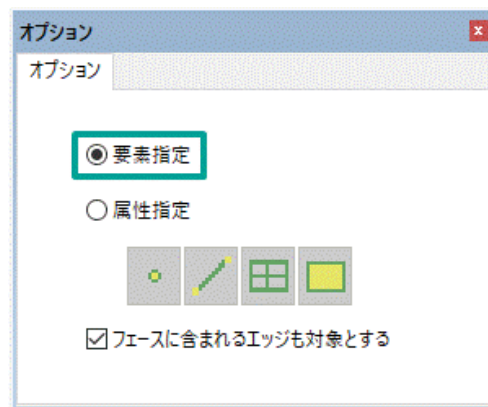 オプション
オプション
要素指定
属性指定
フェースに含まれるエッジも対象とする